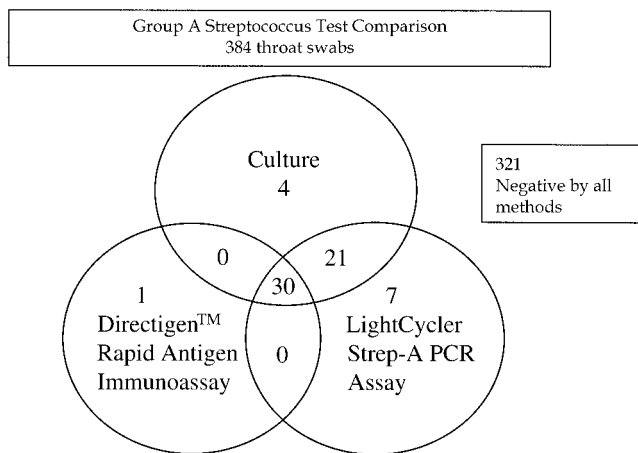 Group A Streptococcus Test Comparison
384 throat swabs
Culture
4
321
Negative by all
methods
0
21
30
1
Directigen™
Rapid Antigen
Immunoassay
7
LightCycler
Strep-A PCR
Assay
0